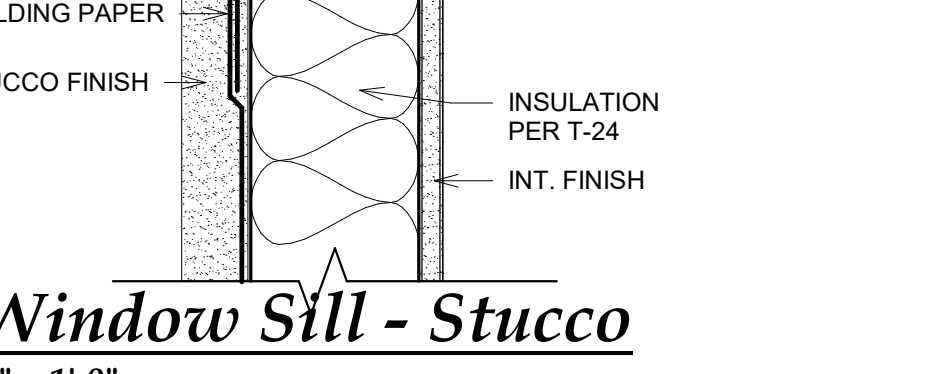 LDING PAPER
UCCO FINISH
INSULATION
PER T-24
INT. FINISH
Window Sill - Stucco